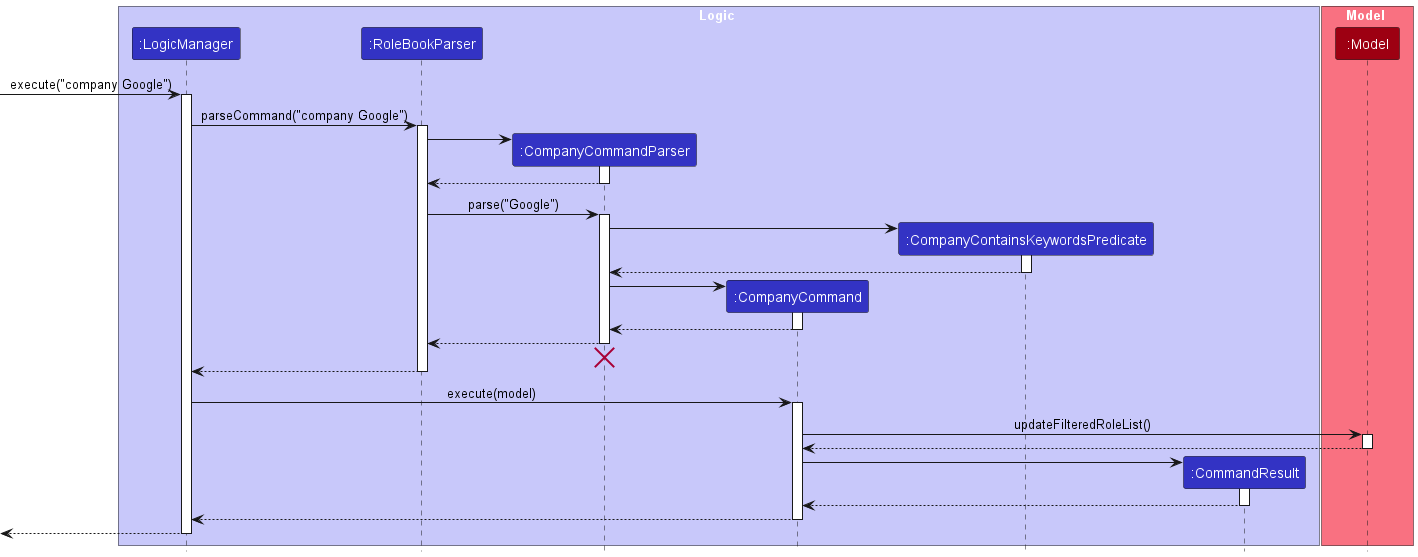 Logic
Model
:LogicManager
:RoleBookParser
:Model
execute("company Google")
parseCommand("company Google")
:CompanyCommandParser
parse("Google")
:CompanyContainsKeywordsPredicate
:CompanyCommand
execute(model)
updateFilteredRoleList()
:CommandResult